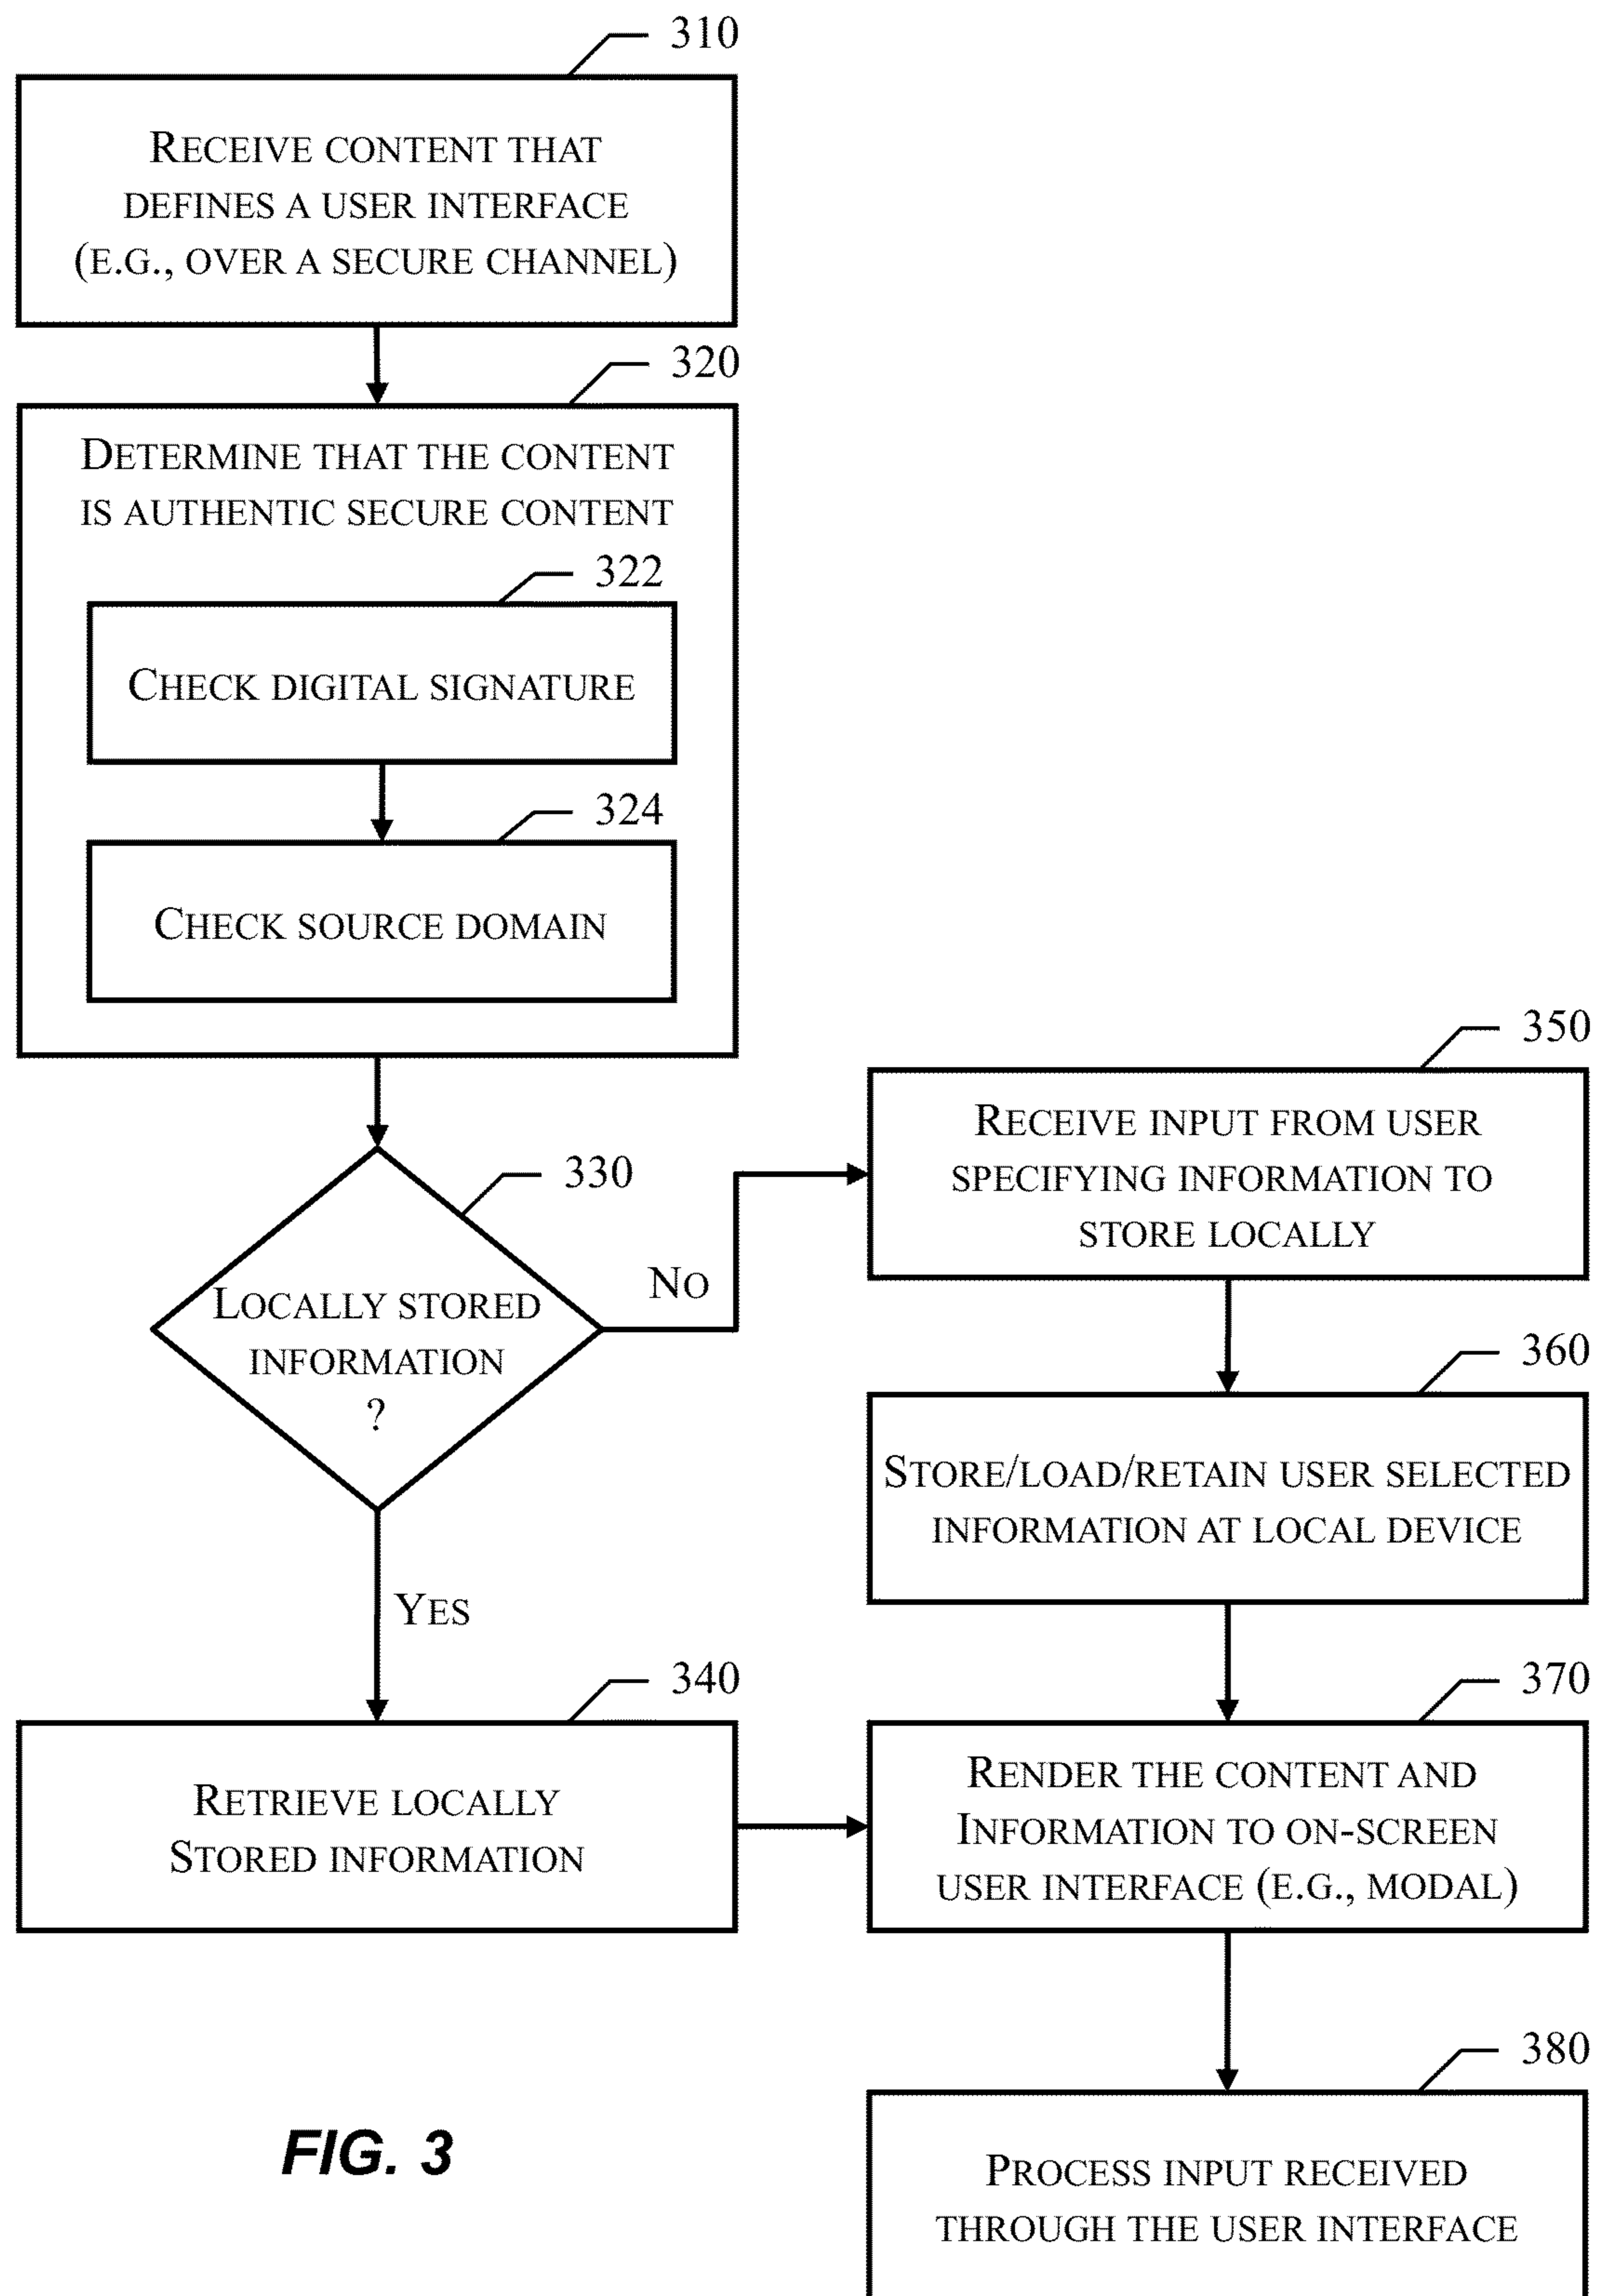 310
RECEIVE CONTENT THAT
DEFINES A USER INTERFACE
(E.G., OVER A SECURE CHANNEL)
320
DETERMINE THAT THE CONTENT
IS AUTHENTIC SECURE CONTENT
322
CHECK DIGITAL SIGNATURE
324
CHECK SOURCE DOMAIN
330
LOCALLY STORED
INFORMATION
?
NO
YES
340
RETRIEVE LOCALLY
STORED INFORMATION
350
RECEIVE INPUT FROM USER
SPECIFYING INFORMATION TO
STORE LOCALLY
360
STORE/LOAD/RETAIN USER SELECTED
INFORMATION AT LOCAL DEVICE
370
RENDER THE CONTENT AND
INFORMATION TO ON-SCREEN
USER INTERFACE (E.G., MODAL)
380
PROCESS INPUT RECEIVED
THROUGH THE USER INTERFACE
FIG. 3